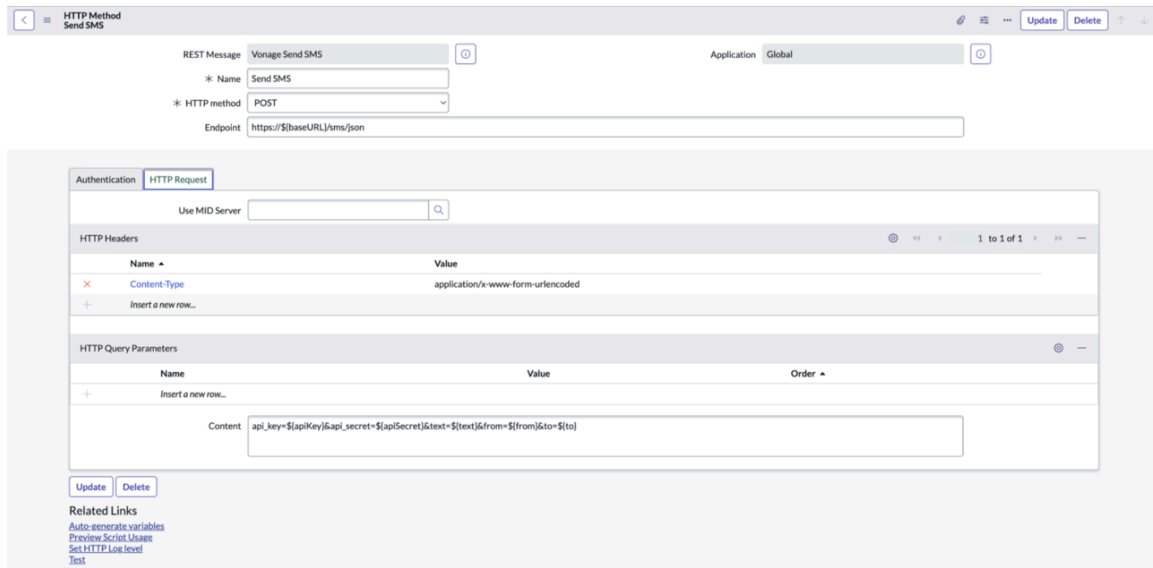 HTTP Method
Send SMS
Update Delete
REST Message Vonage Send SMS Application Global
Name Send SMS
HTTP method POST
Endpoint https://${baseURL}/sms/json
Authentication HTTP Request
Use MID Server
HTTP Headers 1 to 1 of 1
Name Value
Content-Type application/x-www-form-urlencoded
Insert a new row...
HTTP Query Parameters
Name Value Order
Insert a new row...
Content api_key=${apiKey}&api_secret=${apiSecret}&text=${text}&from=${from}&to=${to}
Update Delete
Related Links
Auto-generate variables
Preview Script Usage
Set HTTP Log level
Test